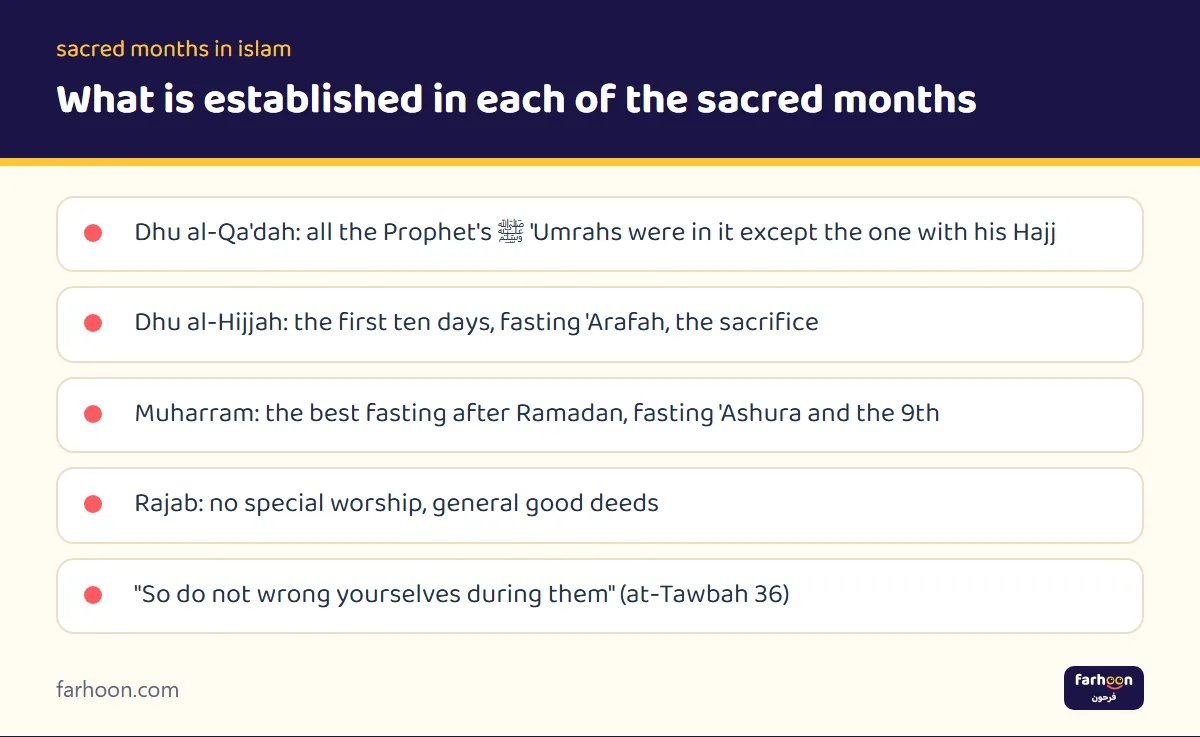 sacred months in islam
What is established in each of the sacred months
Dhu al-Qa'dah: all the Prophet's ﷺ 'Umrahs were in it except the one with his Hajj
Dhu al-Hijjah: the first ten days, fasting 'Arafah, the sacrifice
Muharram: the best fasting after Ramadan, fasting 'Ashura and the 9th
Rajab: no special worship, general good deeds
"So do not wrong yourselves during them" (at-Tawbah 36)
farhoon.com
farhoon
فرحون